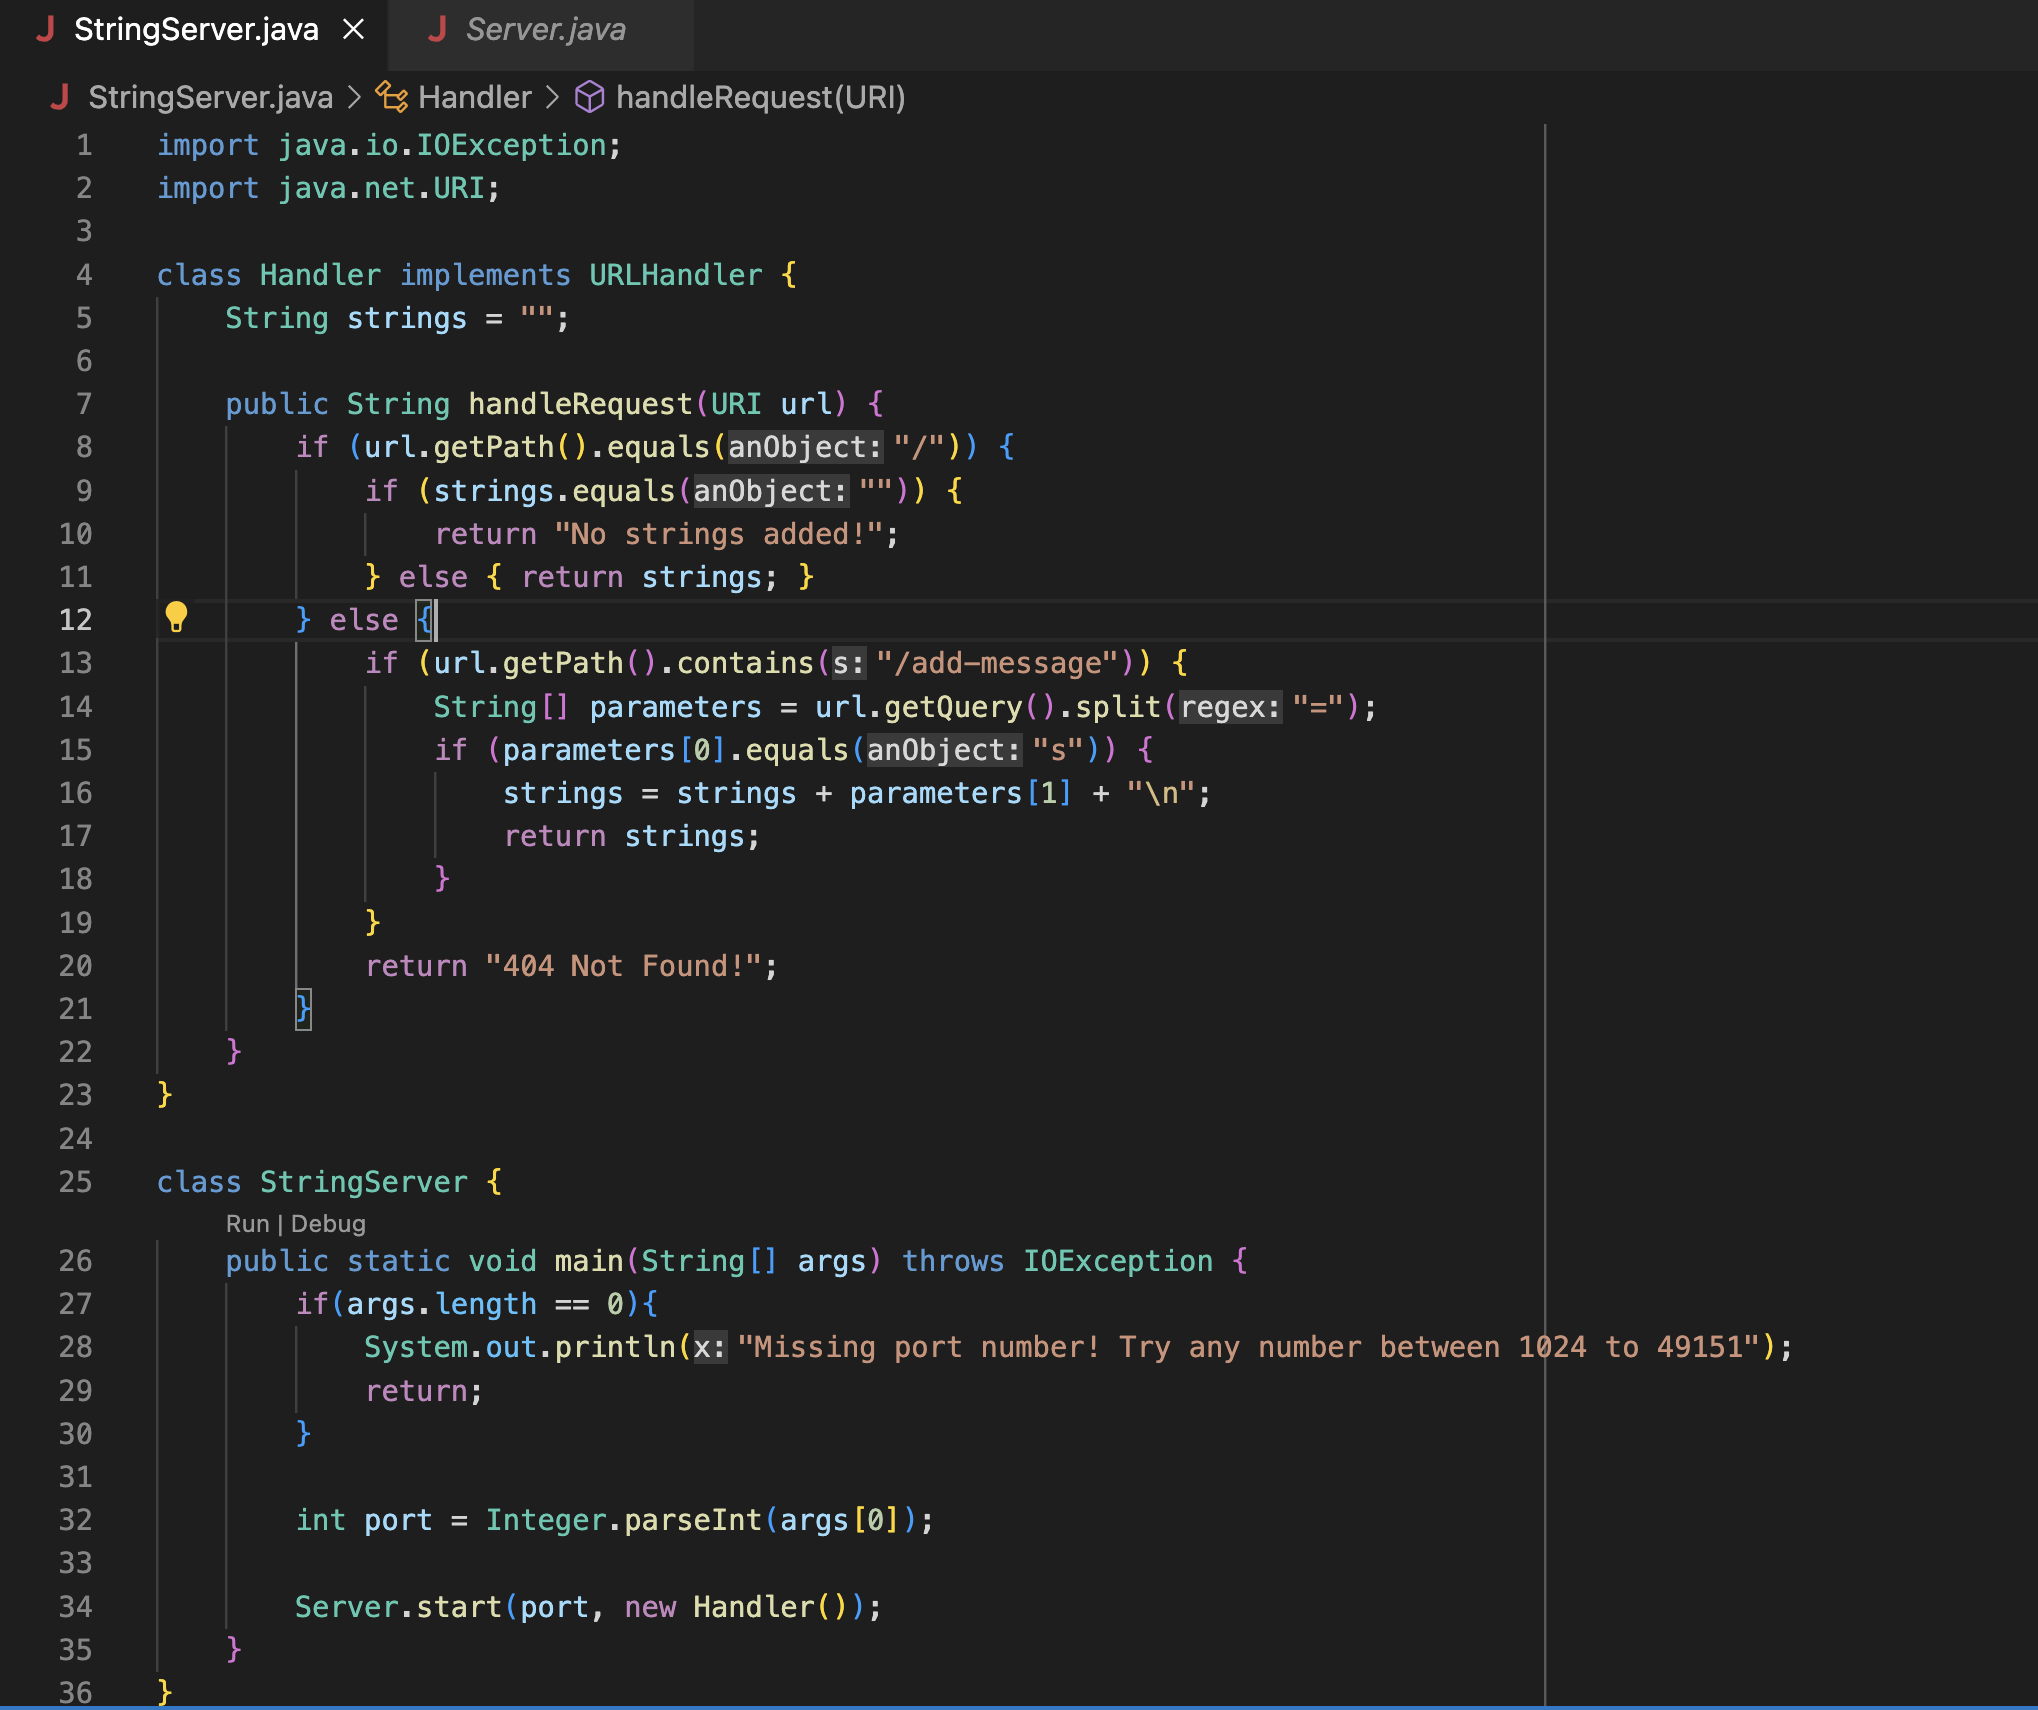 StringServer.java
Server.java
StringServer.java > Handler > handleRequest(URI)
1 import java.io.IOException;
2 import java.net.URI;
3
4 class Handler implements URLHandler {
5 String strings = "";
6
7 public String handleRequest(URI url) {
8 if (url.getPath().equals(anObject: "/")) {
9 if (strings.equals(anObject: "")) {
10 return "No strings added!";
11 } else { return strings; }
12 } else {
13 if (url.getPath().contains(s: "/add-message")) {
14 String[] parameters = url.getQuery().split(regex: "=");
15 if (parameters[0].equals(anObject: "s")) {
16 strings = strings + parameters[1] + "\n";
17 return strings;
18 }
19 }
20 return "404 Not Found!";
21 }
22 }
23 }
24
25 class StringServer {
Run | Debug
26 public static void main(String[] args) throws IOException {
27 if(args.length == 0){
28 System.out.println(x: "Missing port number! Try any number between 1024 to 49151");
29 return;
30 }
31
32 int port = Integer.parseInt(args[0]);
33
34 Server.start(port, new Handler());
35 }
36 }